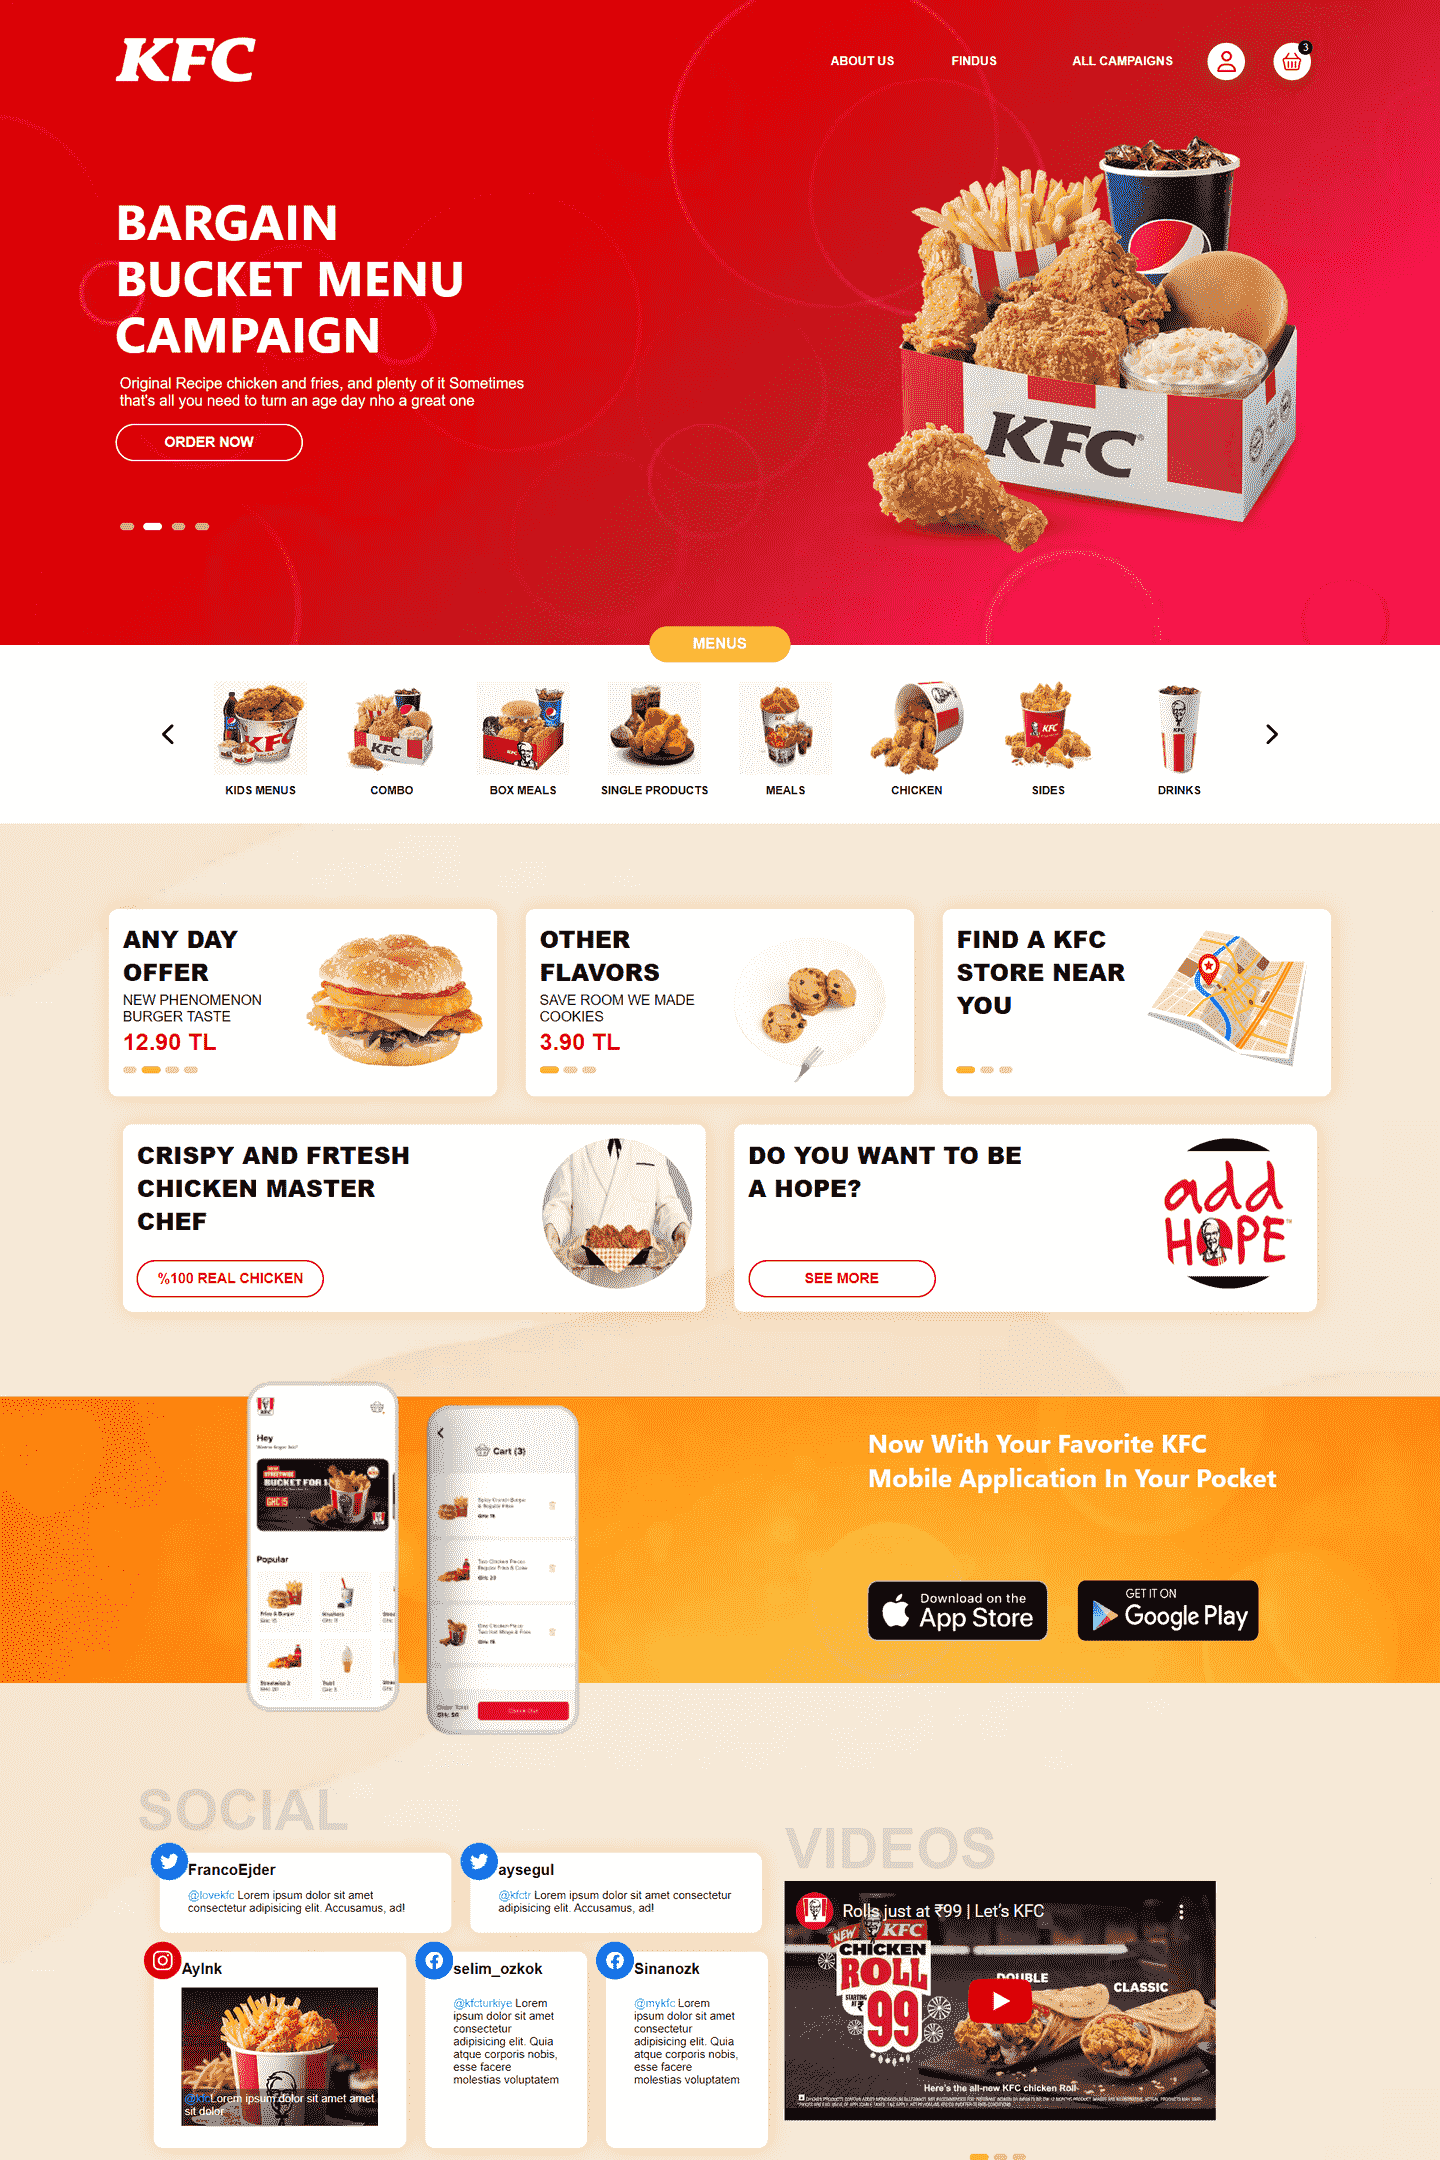 KFC
ABOUT US
FINDUS
ALL CAMPAIGNS
3
BARGAIN
BUCKET MENU
CAMPAIGN
Original Recipe chicken and fries, and plenty of it Sometimes
that's all you need to turn an age day nho a great one
ORDER NOW
KFC
MENUS
KIDS MENUS
COMBO
BOX MEALS
SINGLE PRODUCTS
MEALS
CHICKEN
SIDES
DRINKS
ANY DAY
OFFER
NEW PHENOMENON
BURGER TASTE
12.90 TL
OTHER
FLAVORS
SAVE ROOM WE MADE
COOKIES
3.90 TL
FIND A KFC
STORE NEAR
YOU
CRISPY AND FRTESH
CHICKEN MASTER
CHEF
%100 REAL CHICKEN
DO YOU WANT TO BE
A HOPE?
SEE MORE
add
HOPE
Hey
BUCKET FOR 1
GHC 15
Popular
Cart (3)
Now With Your Favorite KFC
Mobile Application In Your Pocket
Download on the
App Store
GET IT ON
Google Play
SOCIAL
FrancoEjder
@lovekfc Lorem ipsum dolor sit amet
consectetur adipisicing elit. Accusamus, ad!
aysegul
@kfctr Lorem ipsum dolor sit amet consectetur
adipisicing elit. Accusamus, ad!
Aylnk
Lorem ipsum dolor sit amet amet
sit dolor
selim_ozkok
@kfcturkiye Lorem
ipsum dolor sit amet
consectetur
adipisicing elit. Quia
atque corporis nobis,
esse facere
molestias voluptatem
Sinanozk
@mykfc Lorem
ipsum dolor sit amet
consectetur
adipisicing elit. Quia
atque corporis nobis,
esse facere
molestias voluptatem
VIDEOS
Rolls just at ₹99 | Let's KFC
NEW KFC
CHICKEN
ROLL
STARTING
AT ₹
99
DOUBLE
CLASSIC
Here's the all-new KFC chicken Roll